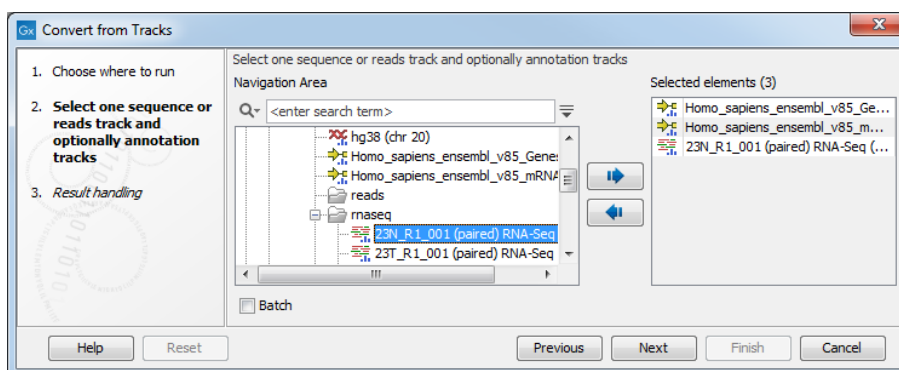 Gx Convert from Tracks
1. Choose where to run
2. Select one sequence or
reads track and
optionally annotation
tracks
3. Result handling
Select one sequence or reads track and optionally annotation tracks
Navigation Area
<enter search term>
hg38 (chr 20)
Homo_sapiens_ensembl_v85_Genes
Homo_sapiens_ensembl_v85_mRNA
reads
rnaseq
23N_R1_001 (paired) RNA-Seq
23T_R1_001 (paired) RNA-Seq
Batch
Selected elements (3)
Homo_sapiens_ensembl_v85_Ge...
Homo_sapiens_ensembl_v85_m...
23N_R1_001 (paired) RNA-Seq (...
Help
Reset
Previous
Next
Finish
Cancel